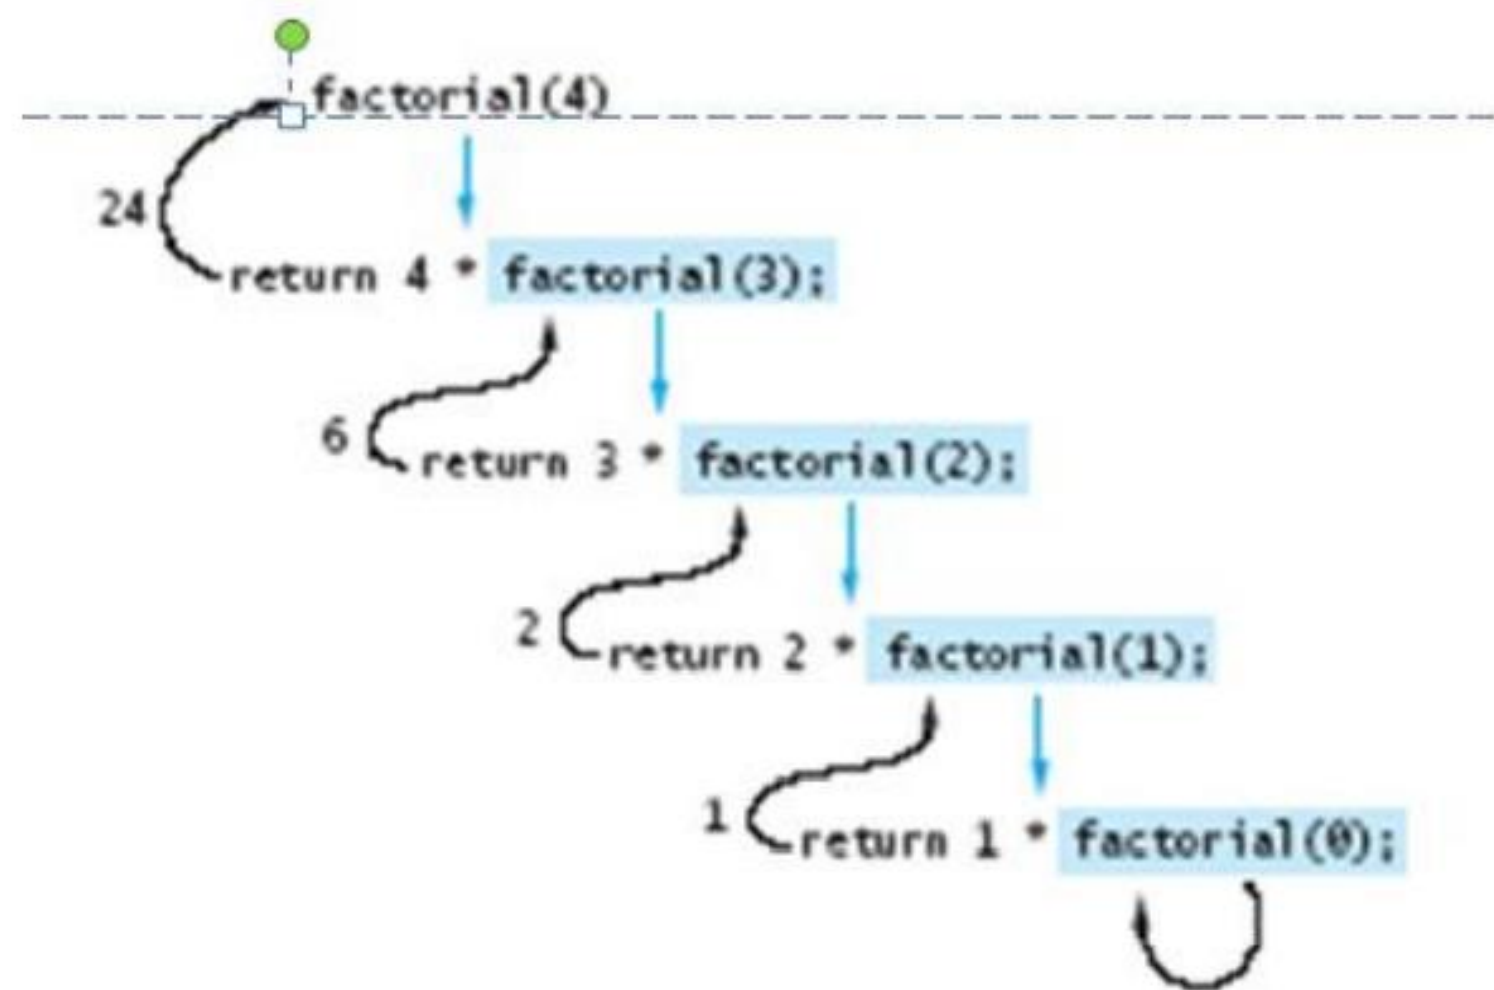 factorial(4)
24
return 4 * factorial(3);
6
return 3 * factorial(2);
2
return 2 * factorial(1);
1
return 1 * factorial(0);